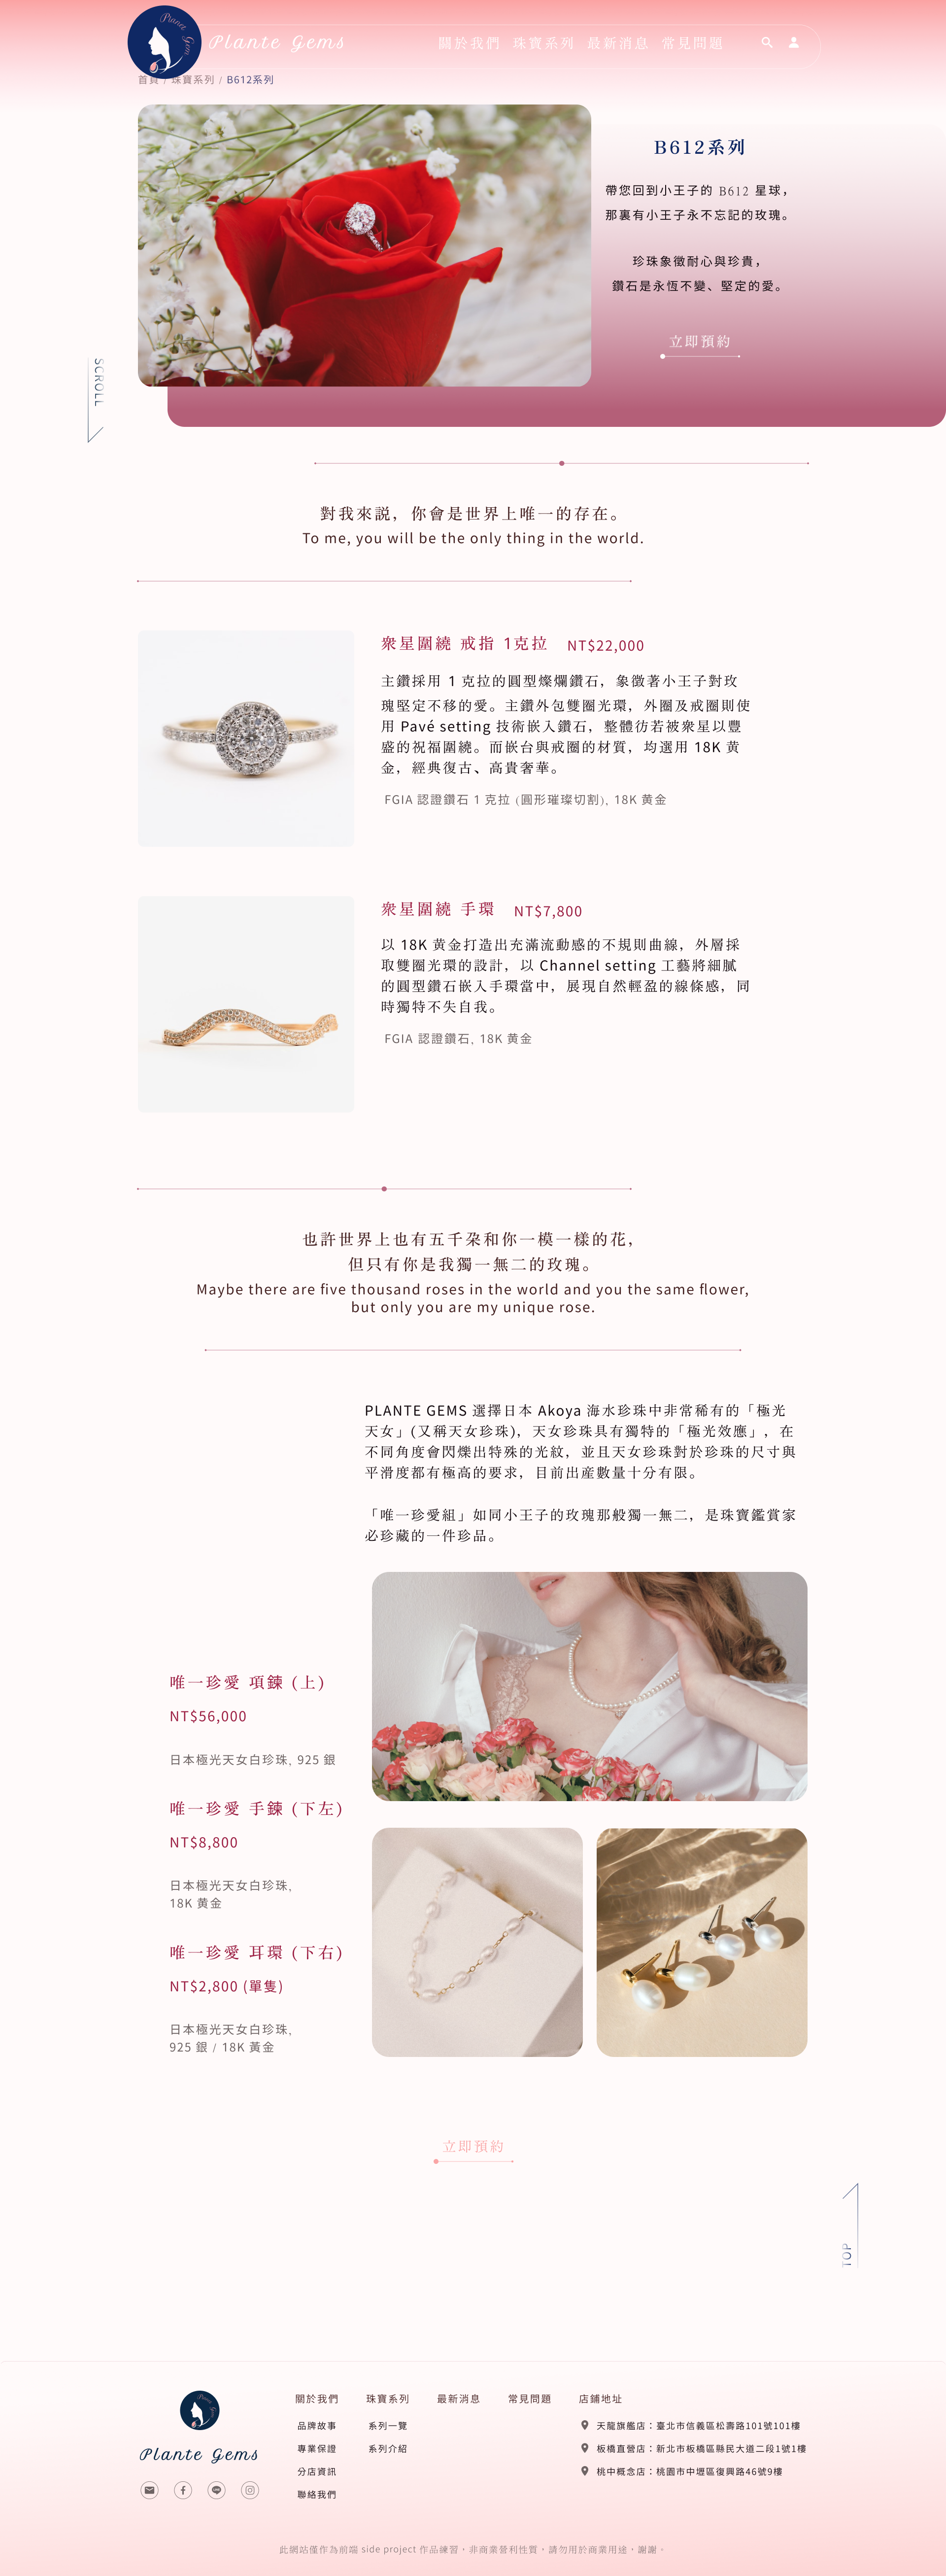 Planet Gem
Plante Gems
關於我們 珠寶系列 最新消息 常見問題
首頁 / 珠寶系列 / B612系列
B612系列
帶您回到小王子的 B612 星球，
那裏有小王子永不忘記的玫瑰。
珍珠象徵耐心與珍貴，
鑽石是永恆不變、堅定的愛。
立即預約
SCROLL
對我來説，你會是世界上唯一的存在。
To me, you will be the only thing in the world.
衆星圍繞 戒指 1克拉 NT$22,000
主鑽採用 1 克拉的圓型燦爛鑽石，象徵著小王子對玫
瑰堅定不移的愛。主鑽外包雙圈光環，外圈及戒圈則使
用 Pavé setting 技術嵌入鑽石，整體彷若被衆星以豐
盛的祝福圍繞。而嵌台與戒圈的材質，均選用 18K 黃
金，經典復古、高貴奢華。
FGIA 認證鑽石 1 克拉 (圓形璀璨切割), 18K 黄金
衆星圍繞 手環 NT$7,800
以 18K 黃金打造出充滿流動感的不規則曲線，外層採
取雙圈光環的設計，以 Channel setting 工藝將細膩
的圓型鑽石嵌入手環當中，展現自然輕盈的線條感，同
時獨特不失自我。
FGIA 認證鑽石, 18K 黄金
也許世界上也有五千朶和你一模一樣的花，
但只有你是我獨一無二的玫瑰。
Maybe there are five thousand roses in the world and you the same flower,
but only you are my unique rose.
PLANTE GEMS 選擇日本 Akoya 海水珍珠中非常稀有的「極光
天女」(又稱天女珍珠)，天女珍珠具有獨特的「極光效應」，在
不同角度會閃爍出特殊的光紋，並且天女珍珠對於珍珠的尺寸與
平滑度都有極高的要求，目前出産數量十分有限。
「唯一珍愛組」如同小王子的玫瑰那般獨一無二，是珠寶鑑賞家
必珍藏的一件珍品。
唯一珍愛 項鍊 (上)
NT$56,000
日本極光天女白珍珠, 925 銀
唯一珍愛 手鍊 (下左)
NT$8,800
日本極光天女白珍珠,
18K 黄金
唯一珍愛 耳環 (下右)
NT$2,800 (單隻)
日本極光天女白珍珠,
925 銀 / 18K 黃金
立即預約
TOP
Planet Gem
Plante Gems
關於我們
品牌故事
專業保證
分店資訊
聯絡我們
珠寶系列
系列一覽
系列介紹
最新消息
常見問題
店鋪地址
天龍旗艦店：臺北市信義區松壽路101號101樓
板橋直營店：新北市板橋區縣民大道二段1號1樓
桃中概念店：桃園市中壢區復興路46號9樓
此網站僅作為前端 side project 作品練習，非商業營利性質，請勿用於商業用途，謝謝。